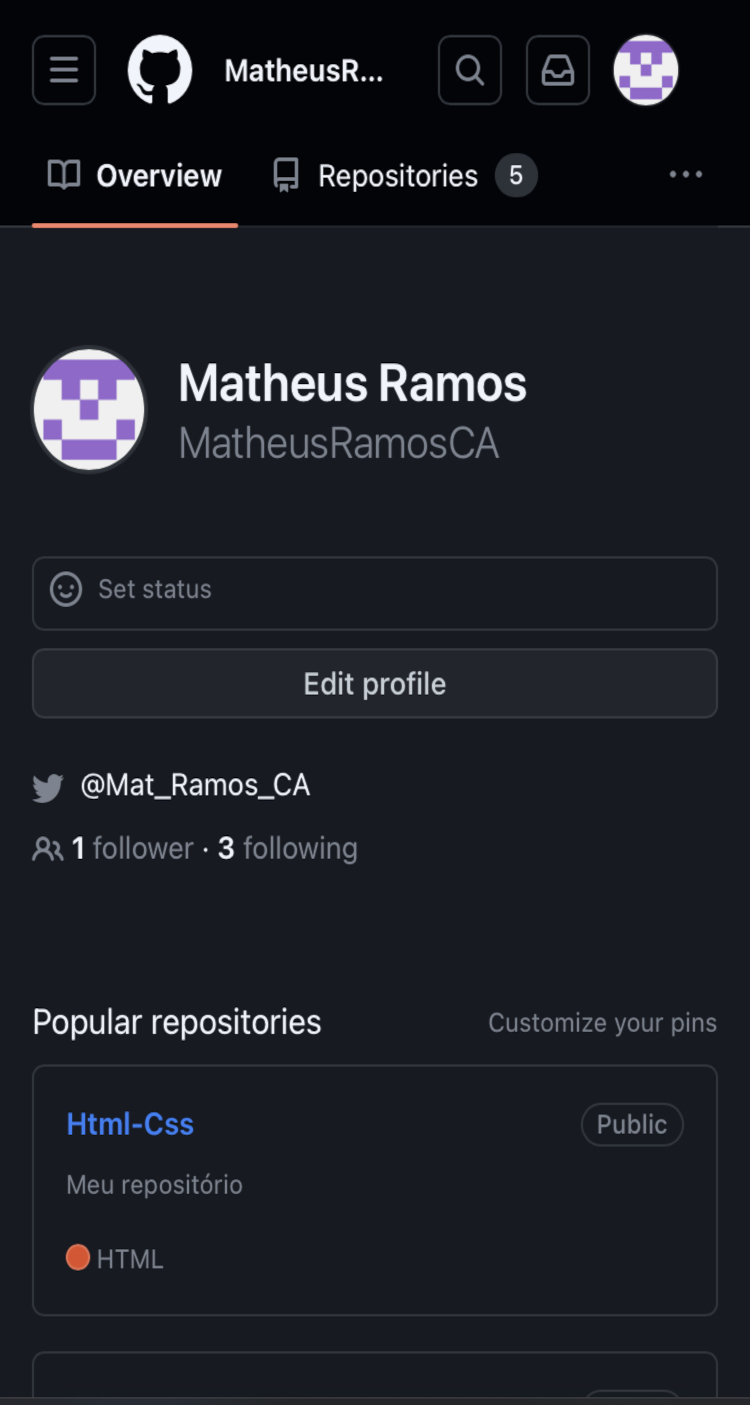 MatheusR...
Overview Repositories 5
Matheus Ramos
MatheusRamosCA
Set status
Edit profile
@Mat_Ramos_CA
1 follower · 3 following
Popular repositories Customize your pins
Html-Css Public
Meu repositório
HTML